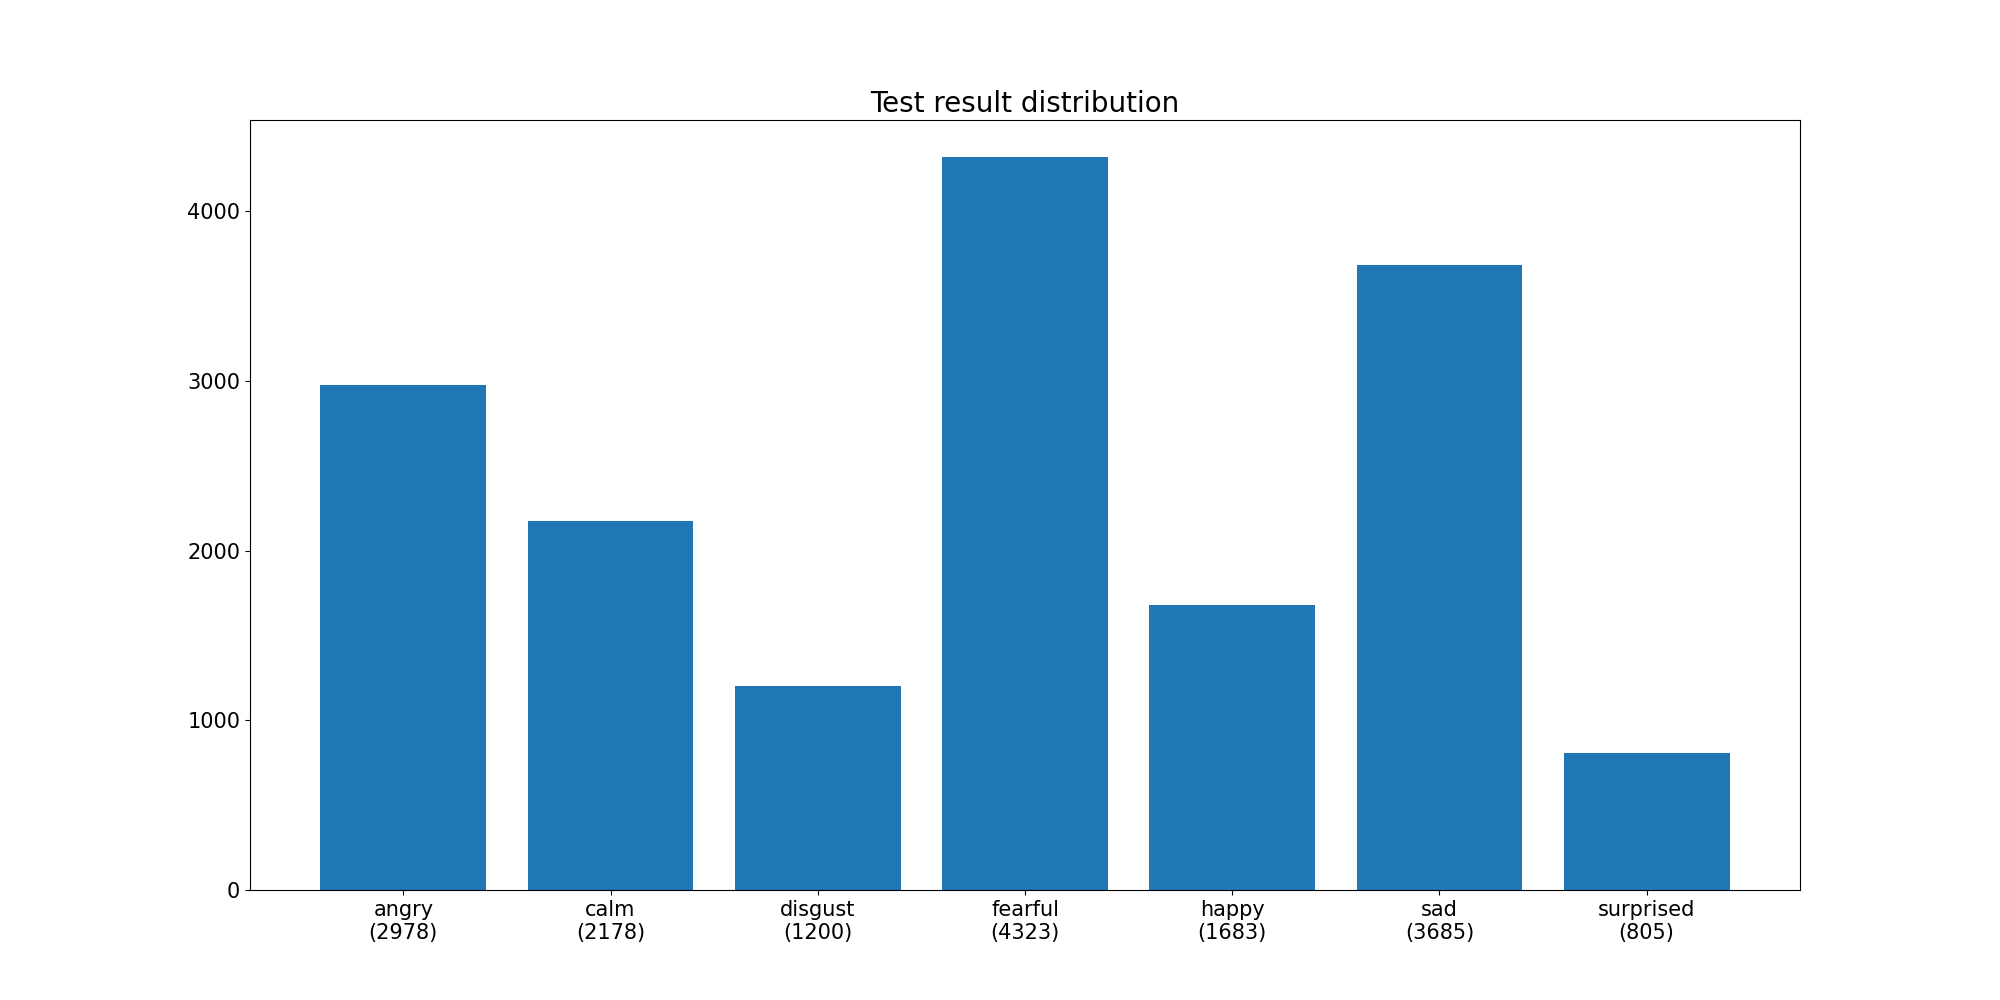 Test result distribution
4000
3000
2000
1000
0
angry calm disgust fearful happy sad surprised
(2978) (2178) (1200) (4323) (1683) (3685) (805)